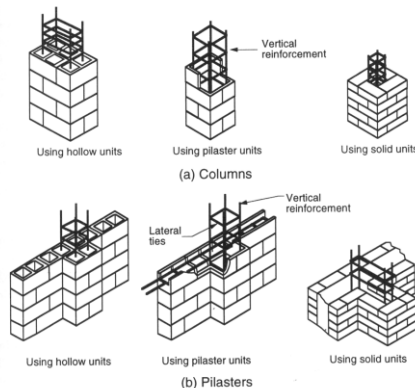 Vertical
reinforcement
Using hollow units
Using pilaster units
Using solid units
(a) Columns
Vertical
reinforcement
Lateral
ties
Using hollow units
Using pilaster units
Using solid units
(b) Pilasters